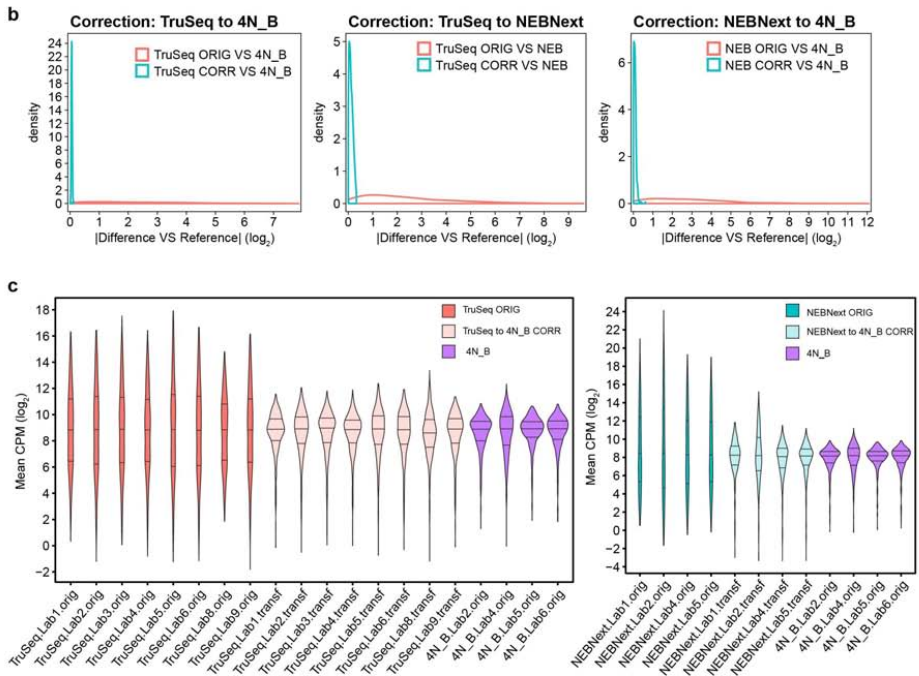 b
Correction: TruSeq to 4N_B
24
22
20
18
16
14
12
10
8
6
4
2
0
density
TruSeq ORIG VS 4N_B
TruSeq CORR VS 4N_B
0 1 2 3 4 5 6 7
|Difference VS Reference| (log2)
Correction: TruSeq to NEBNext
5
4
3
2
1
0
density
TruSeq ORIG VS NEB
TruSeq CORR VS NEB
0 1 2 3 4 5 6 7 8 9
|Difference VS Reference| (log2)
Correction: NEBNext to 4N_B
6
4
2
0
density
NEB ORIG VS 4N_B
NEB CORR VS 4N_B
0 1 2 3 4 5 6 7 8 9 10 11 12
|Difference VS Reference| (log2)
c
18
16
14
12
10
8
6
4
2
0
−2
Mean CPM (log2)
TruSeq ORIG
TruSeq to 4N_B CORR
4N_B
TruSeq.Lab1.orig
TruSeq.Lab2.orig
TruSeq.Lab3.orig
TruSeq.Lab4.orig
TruSeq.Lab5.orig
TruSeq.Lab6.orig
TruSeq.Lab8.orig
TruSeq.Lab9.orig
TruSeq.Lab1.transf
TruSeq.Lab2.transf
TruSeq.Lab3.transf
TruSeq.Lab4.transf
TruSeq.Lab5.transf
TruSeq.Lab6.transf
TruSeq.Lab8.transf
TruSeq.Lab9.transf
4N_B.Lab2.orig
4N_B.Lab4.orig
4N_B.Lab5.orig
4N_B.Lab6.orig
24
22
20
18
16
14
12
10
8
6
4
2
0
−2
−4
Mean CPM (log2)
NEBNext ORIG
NEBNext to 4N_B CORR
4N_B
NEBNext.Lab1.orig
NEBNext.Lab2.orig
NEBNext.Lab4.orig
NEBNext.Lab5.orig
NEBNext.Lab1.transf
NEBNext.Lab2.transf
NEBNext.Lab4.transf
NEBNext.Lab5.transf
4N_B.Lab2.orig
4N_B.Lab4.orig
4N_B.Lab5.orig
4N_B.Lab6.orig